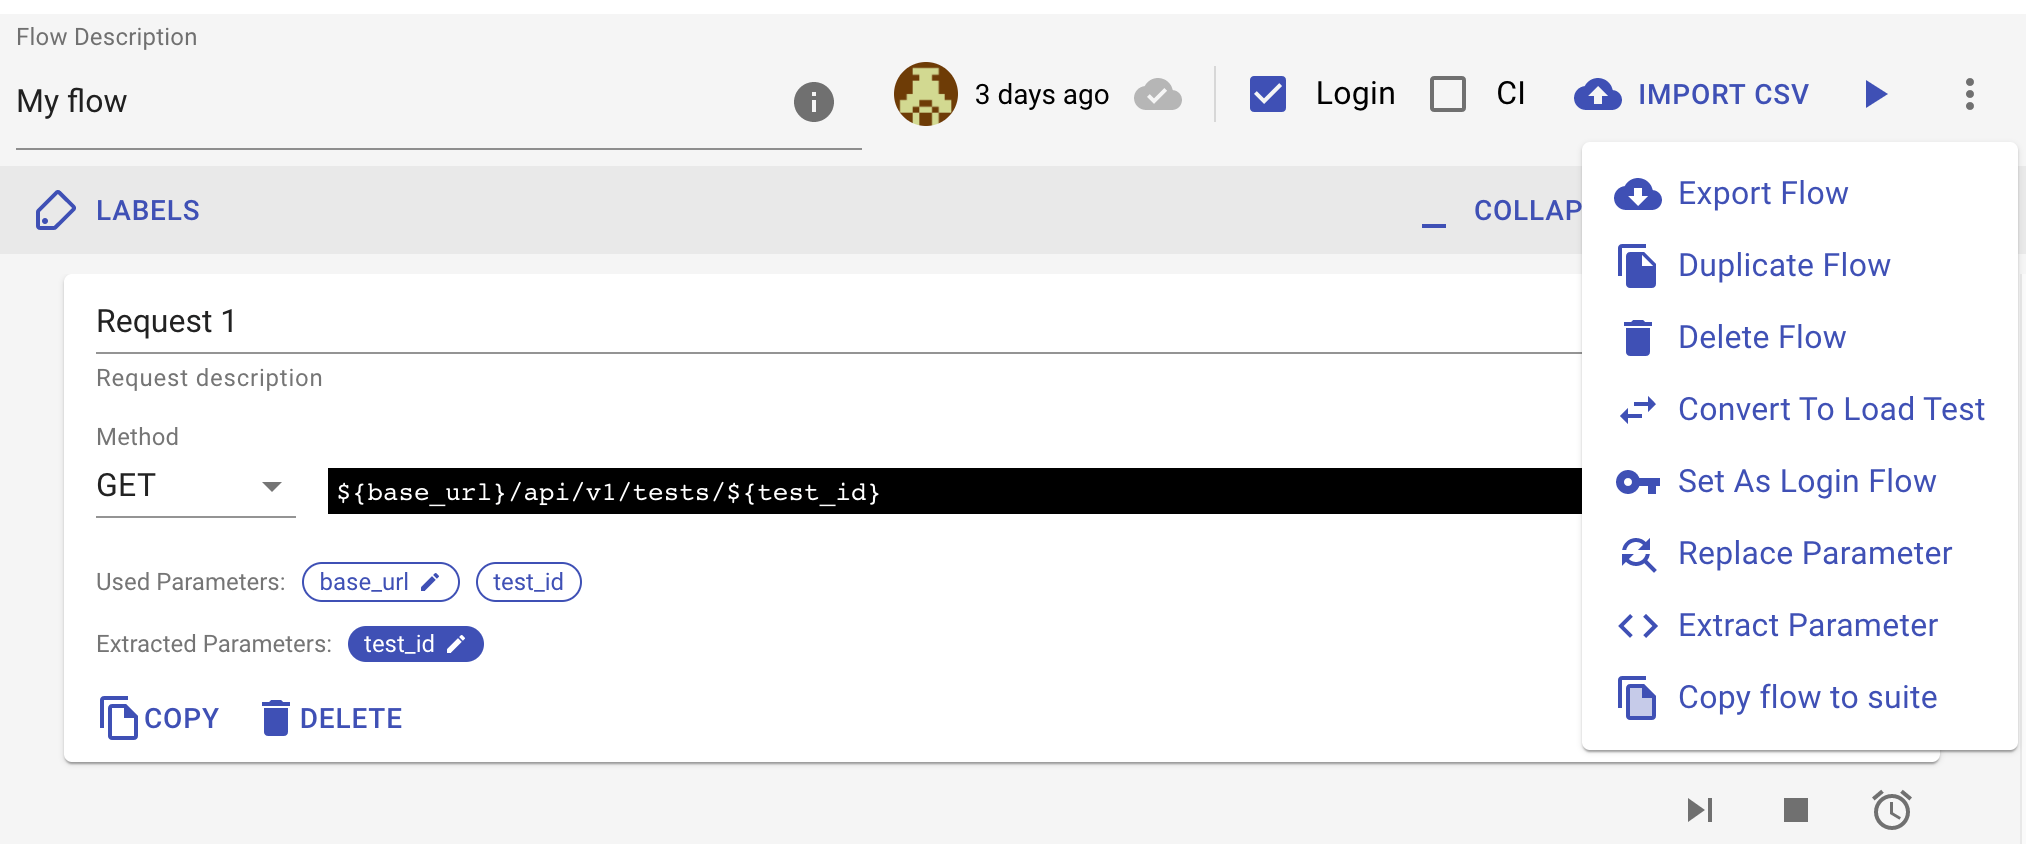 Flow Description
My flow
3 days ago
Login
CI
IMPORT CSV
LABELS
COLLAP
Export Flow
Duplicate Flow
Delete Flow
Convert To Load Test
Set As Login Flow
Replace Parameter
Extract Parameter
Copy flow to suite
Request 1
Request description
Method
GET
${base_url}/api/v1/tests/${test_id}
Used Parameters: base_url test_id
Extracted Parameters: test_id
COPY DELETE